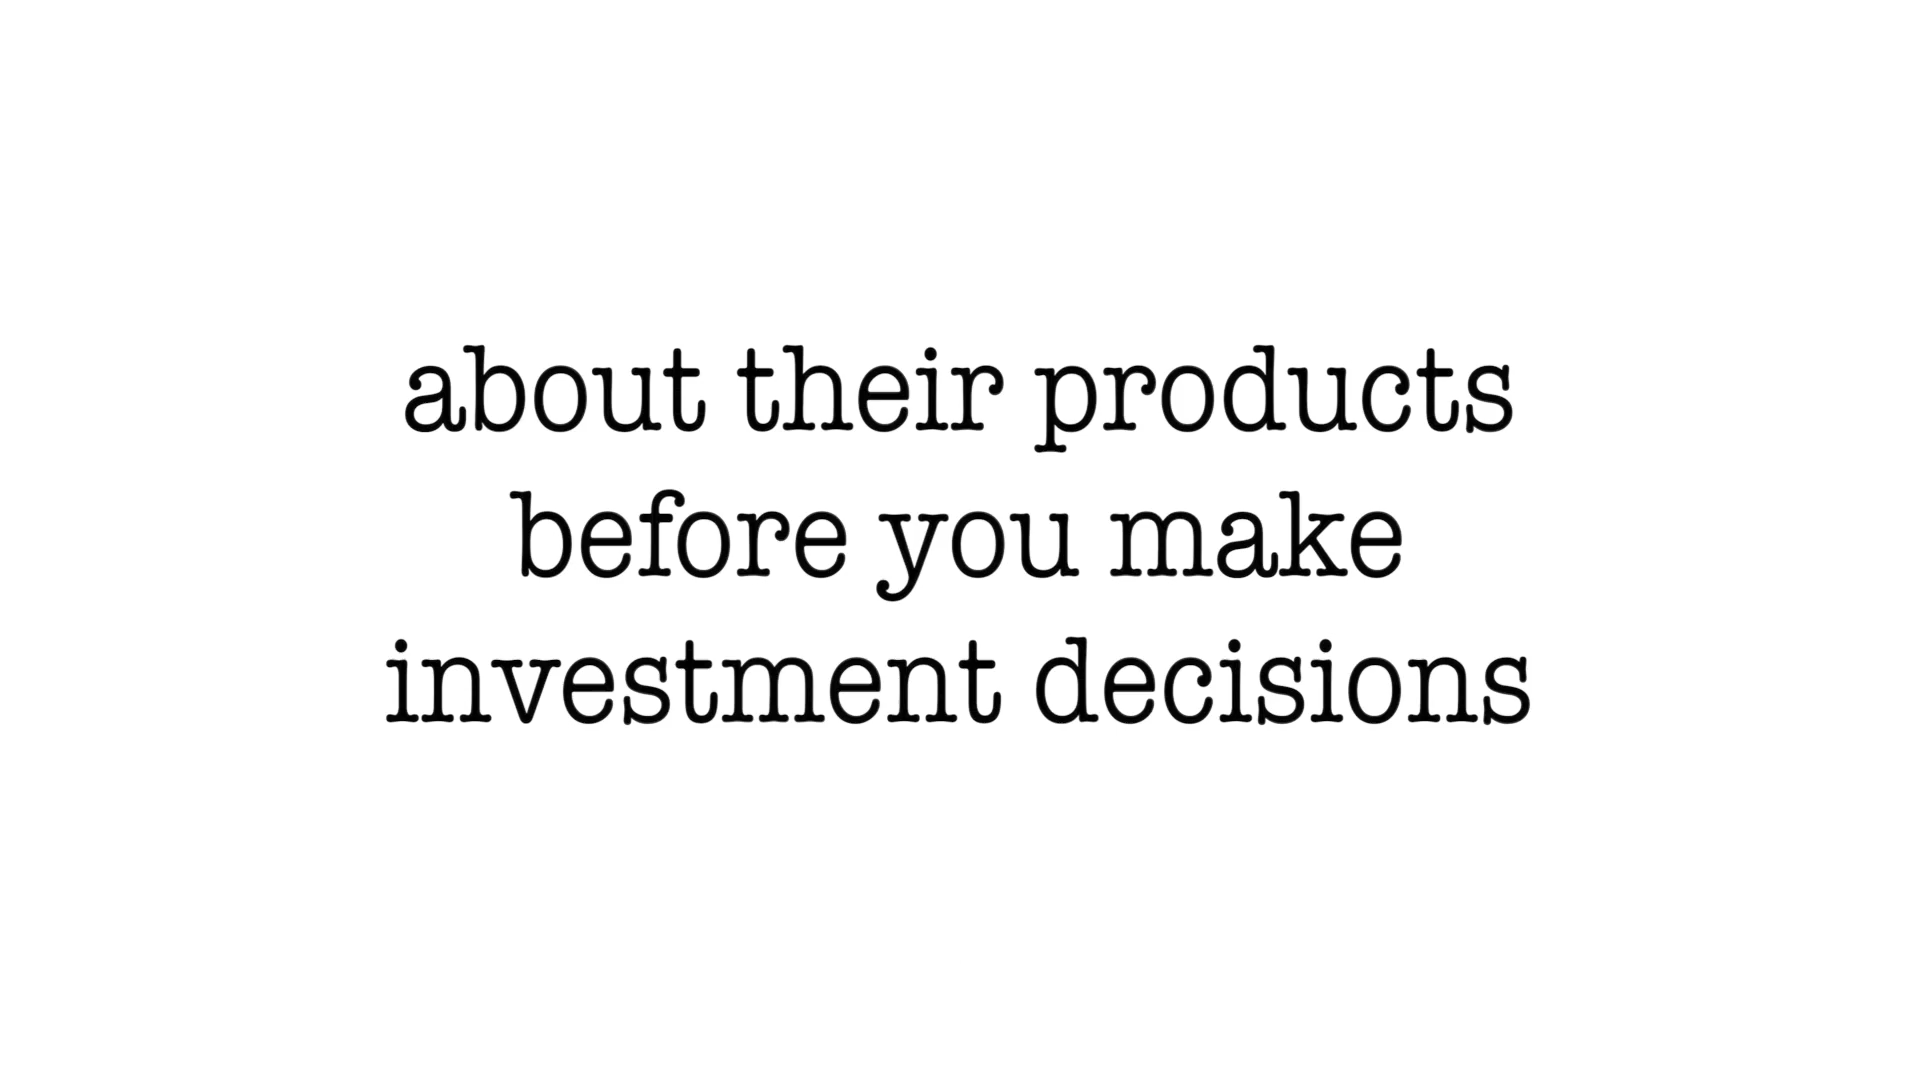 about their products
before you make
investment decisions